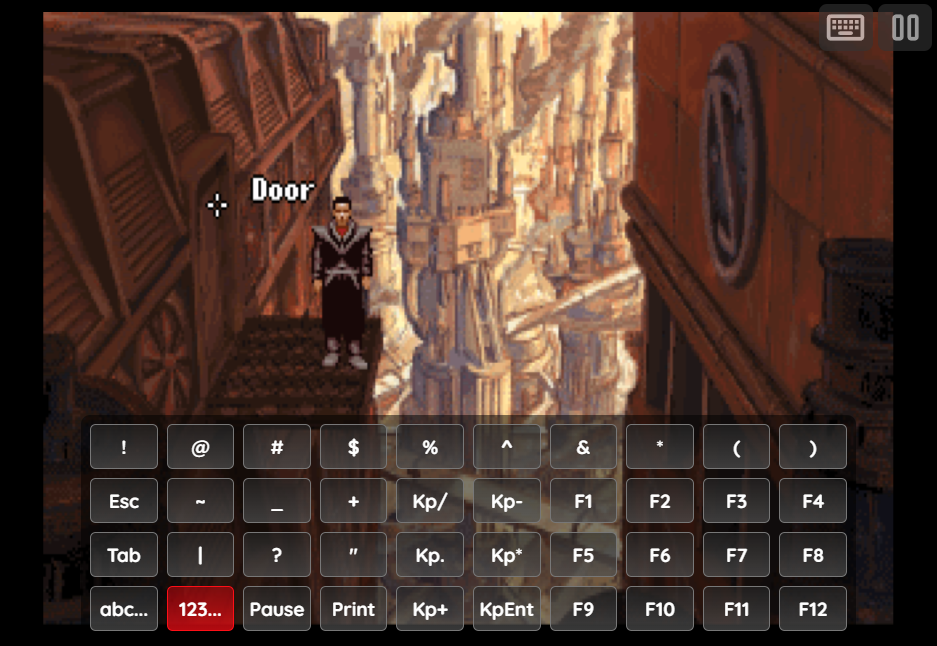 Door
! @ # $ % ^ & * ( )
Esc ~ _ + Kp/ Kp- F1 F2 F3 F4
Tab | ? " Kp. Kp* F5 F6 F7 F8
abc... 123... Pause Print Kp+ KpEnt F9 F10 F11 F12